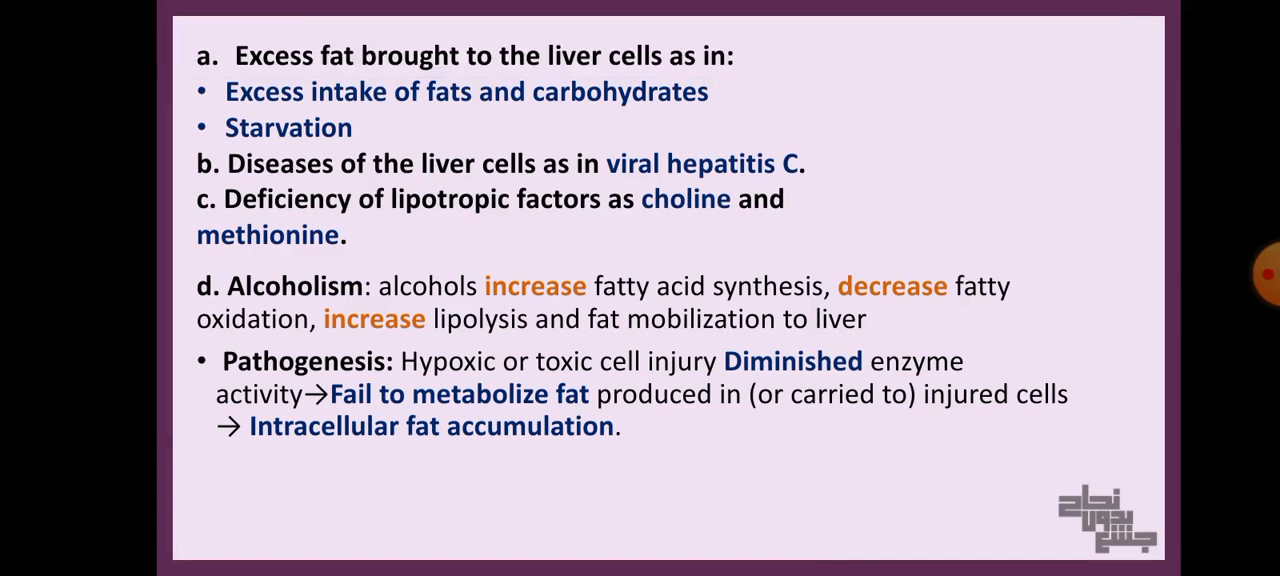 a. Excess fat brought to the liver cells as in:
• Excess intake of fats and carbohydrates
• Starvation
b. Diseases of the liver cells as in viral hepatitis C.
c. Deficiency of lipotropic factors as choline and
methionine.
d. Alcoholism: alcohols increase fatty acid synthesis, decrease fatty
oxidation, increase lipolysis and fat mobilization to liver
• Pathogenesis: Hypoxic or toxic cell injury Diminished enzyme
activity→Fail to metabolize fat produced in (or carried to) injured cells
→ Intracellular fat accumulation.
نجاح
بدون